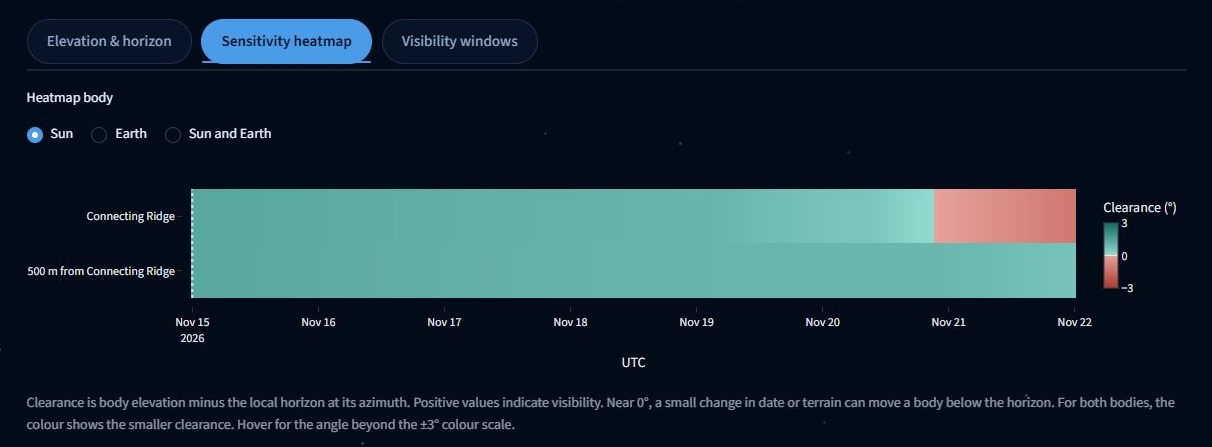 Elevation & horizon
Sensitivity heatmap
Visibility windows
Heatmap body
Sun
Earth
Sun and Earth
Connecting Ridge
500 m from Connecting Ridge
Clearance (°)
3
0
−3
Nov 15
2026
Nov 16
Nov 17
Nov 18
Nov 19
Nov 20
Nov 21
Nov 22
UTC
Clearance is body elevation minus the local horizon at its azimuth. Positive values indicate visibility. Near 0°, a small change in date or terrain can move a body below the horizon. For both bodies, the
colour shows the smaller clearance. Hover for the angle beyond the ±3° colour scale.